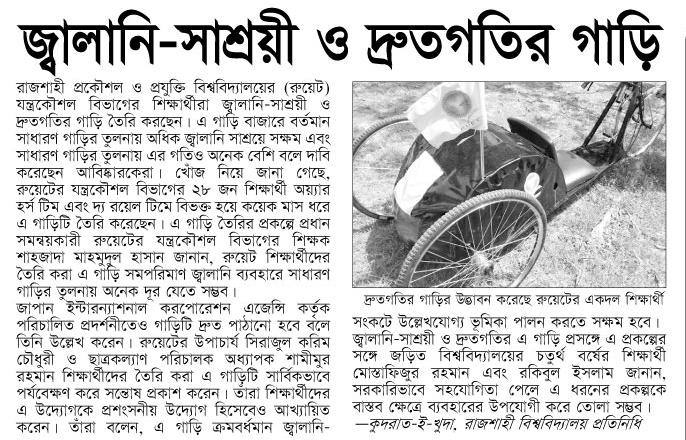 জ্বালানি-সাশ্রয়ী ও দ্রুতগতির গাড়ি
রাজশাহী প্রকৌশল ও প্রযুক্তি বিশ্ববিদ্যালয়ের (রুয়েট)
যন্ত্রকৌশল বিভাগের শিক্ষার্থীরা জ্বালানি-সাশ্রয়ী ও
দ্রুতগতির গাড়ি তৈরি করছেন। এ গাড়ি বাজারে বর্তমান
সাধারণ গাড়ির তুলনায় অধিক জ্বালানি সাশ্রয়ে সক্ষম এবং
সাধারণ গাড়ির তুলনায় এর গতিও অনেক বেশি বলে দাবি
করেছেন আবিষ্কারকেরা। খোঁজ নিয়ে জানা গেছে,
রুয়েটের যন্ত্রকৌশল বিভাগের ২৮ জন শিক্ষার্থী অয়্যার
হর্স টিম এবং দ্য রয়েল টিমে বিভক্ত হয়ে কয়েক মাস ধরে
এ গাড়িটি তৈরি করেছেন। এ গাড়ি তৈরির প্রকল্পে প্রধান
সমন্বয়কারী রুয়েটের যন্ত্রকৌশল বিভাগের শিক্ষক
শাহজাদা মাহমুদুল হাসান জানান, রুয়েট শিক্ষার্থীদের
তৈরি করা এ গাড়ি সমপরিমাণ জ্বালানি ব্যবহারে সাধারণ
গাড়ির তুলনায় অনেক দূর যেতে সম্ভব।
জাপান ইন্টারন্যাশনাল করপোরেশন এজেন্সি কর্তৃক
পরিচালিত প্রদর্শনীতেও গাড়িটি দ্রুত পাঠানো হবে বলে
তিনি উল্লেখ করেন। রুয়েটের উপাচার্য সিরাজুল করিম
চৌধুরী ও ছাত্রকল্যাণ পরিচালক অধ্যাপক শামীমুর
রহমান শিক্ষার্থীদের তৈরি করা এ গাড়িটি সার্বিকভাবে
পর্যবেক্ষণ করে সন্তোষ প্রকাশ করেন। তাঁরা শিক্ষার্থীদের
এ উদ্যোগকে প্রশংসনীয় উদ্যোগ হিসেবেও আখ্যায়িত
করেন। তাঁরা বলেন, এ গাড়ি ক্রমবর্ধমান জ্বালানি-
দ্রুতগতির গাড়ির উদ্ভাবন করেছে রুয়েটের একদল শিক্ষার্থী
সংকটে উল্লেখযোগ্য ভূমিকা পালন করতে সক্ষম হবে।
জ্বালানি-সাশ্রয়ী ও দ্রুতগতির এ গাড়ি প্রসঙ্গে এ প্রকল্পের
সঙ্গে জড়িত বিশ্ববিদ্যালয়ের চতুর্থ বর্ষের শিক্ষার্থী
মোস্তাফিজুর রহমান এবং রকিবুল ইসলাম জানান,
সরকারিভাবে সহযোগিতা পেলে এ ধরনের প্রকল্পকে
বাস্তব ক্ষেত্রে ব্যবহারের উপযোগী করে তোলা সম্ভব।
—কুদরাত-ই-খুদা, রাজশাহী বিশ্ববিদ্যালয় প্রতিনিধি